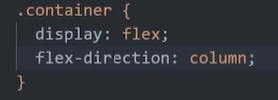 .container {
  display: flex;
  flex-direction: column;
}